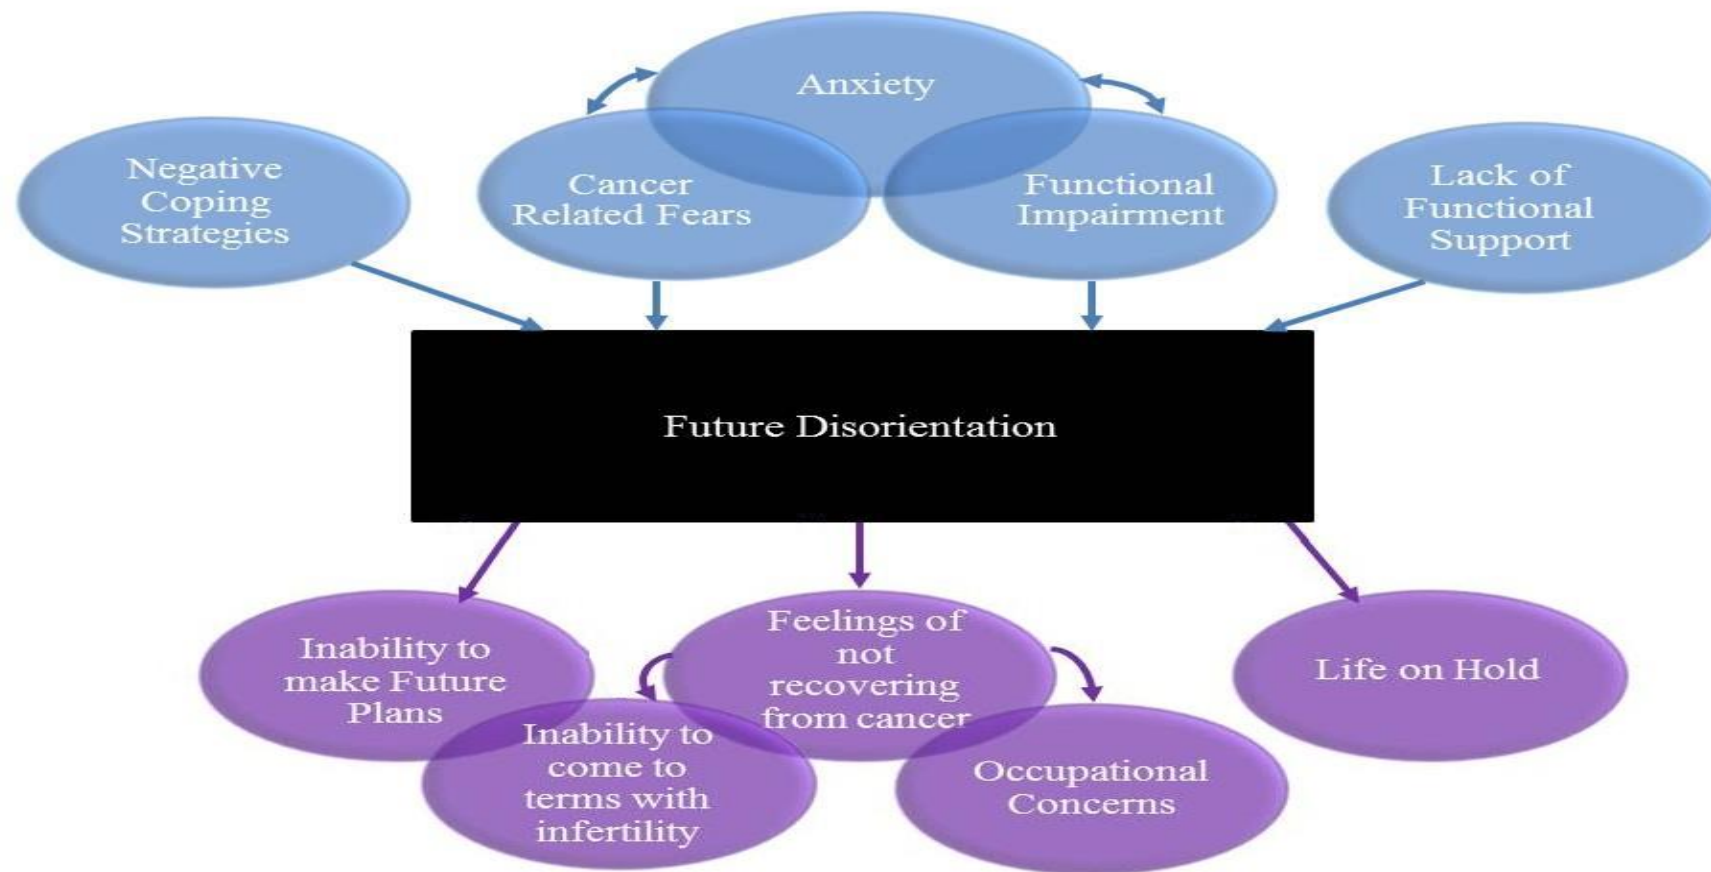 Anxiety
Negative
Coping
Strategies
Cancer
Related Fears
Functional
Impairment
Lack of
Functional
Support
Future Disorientation
Inability to
make Future
Plans
Feelings of
not
recovering
from cancer
Life on Hold
Inability to
come to
terms with
infertility
Occupational
Concerns